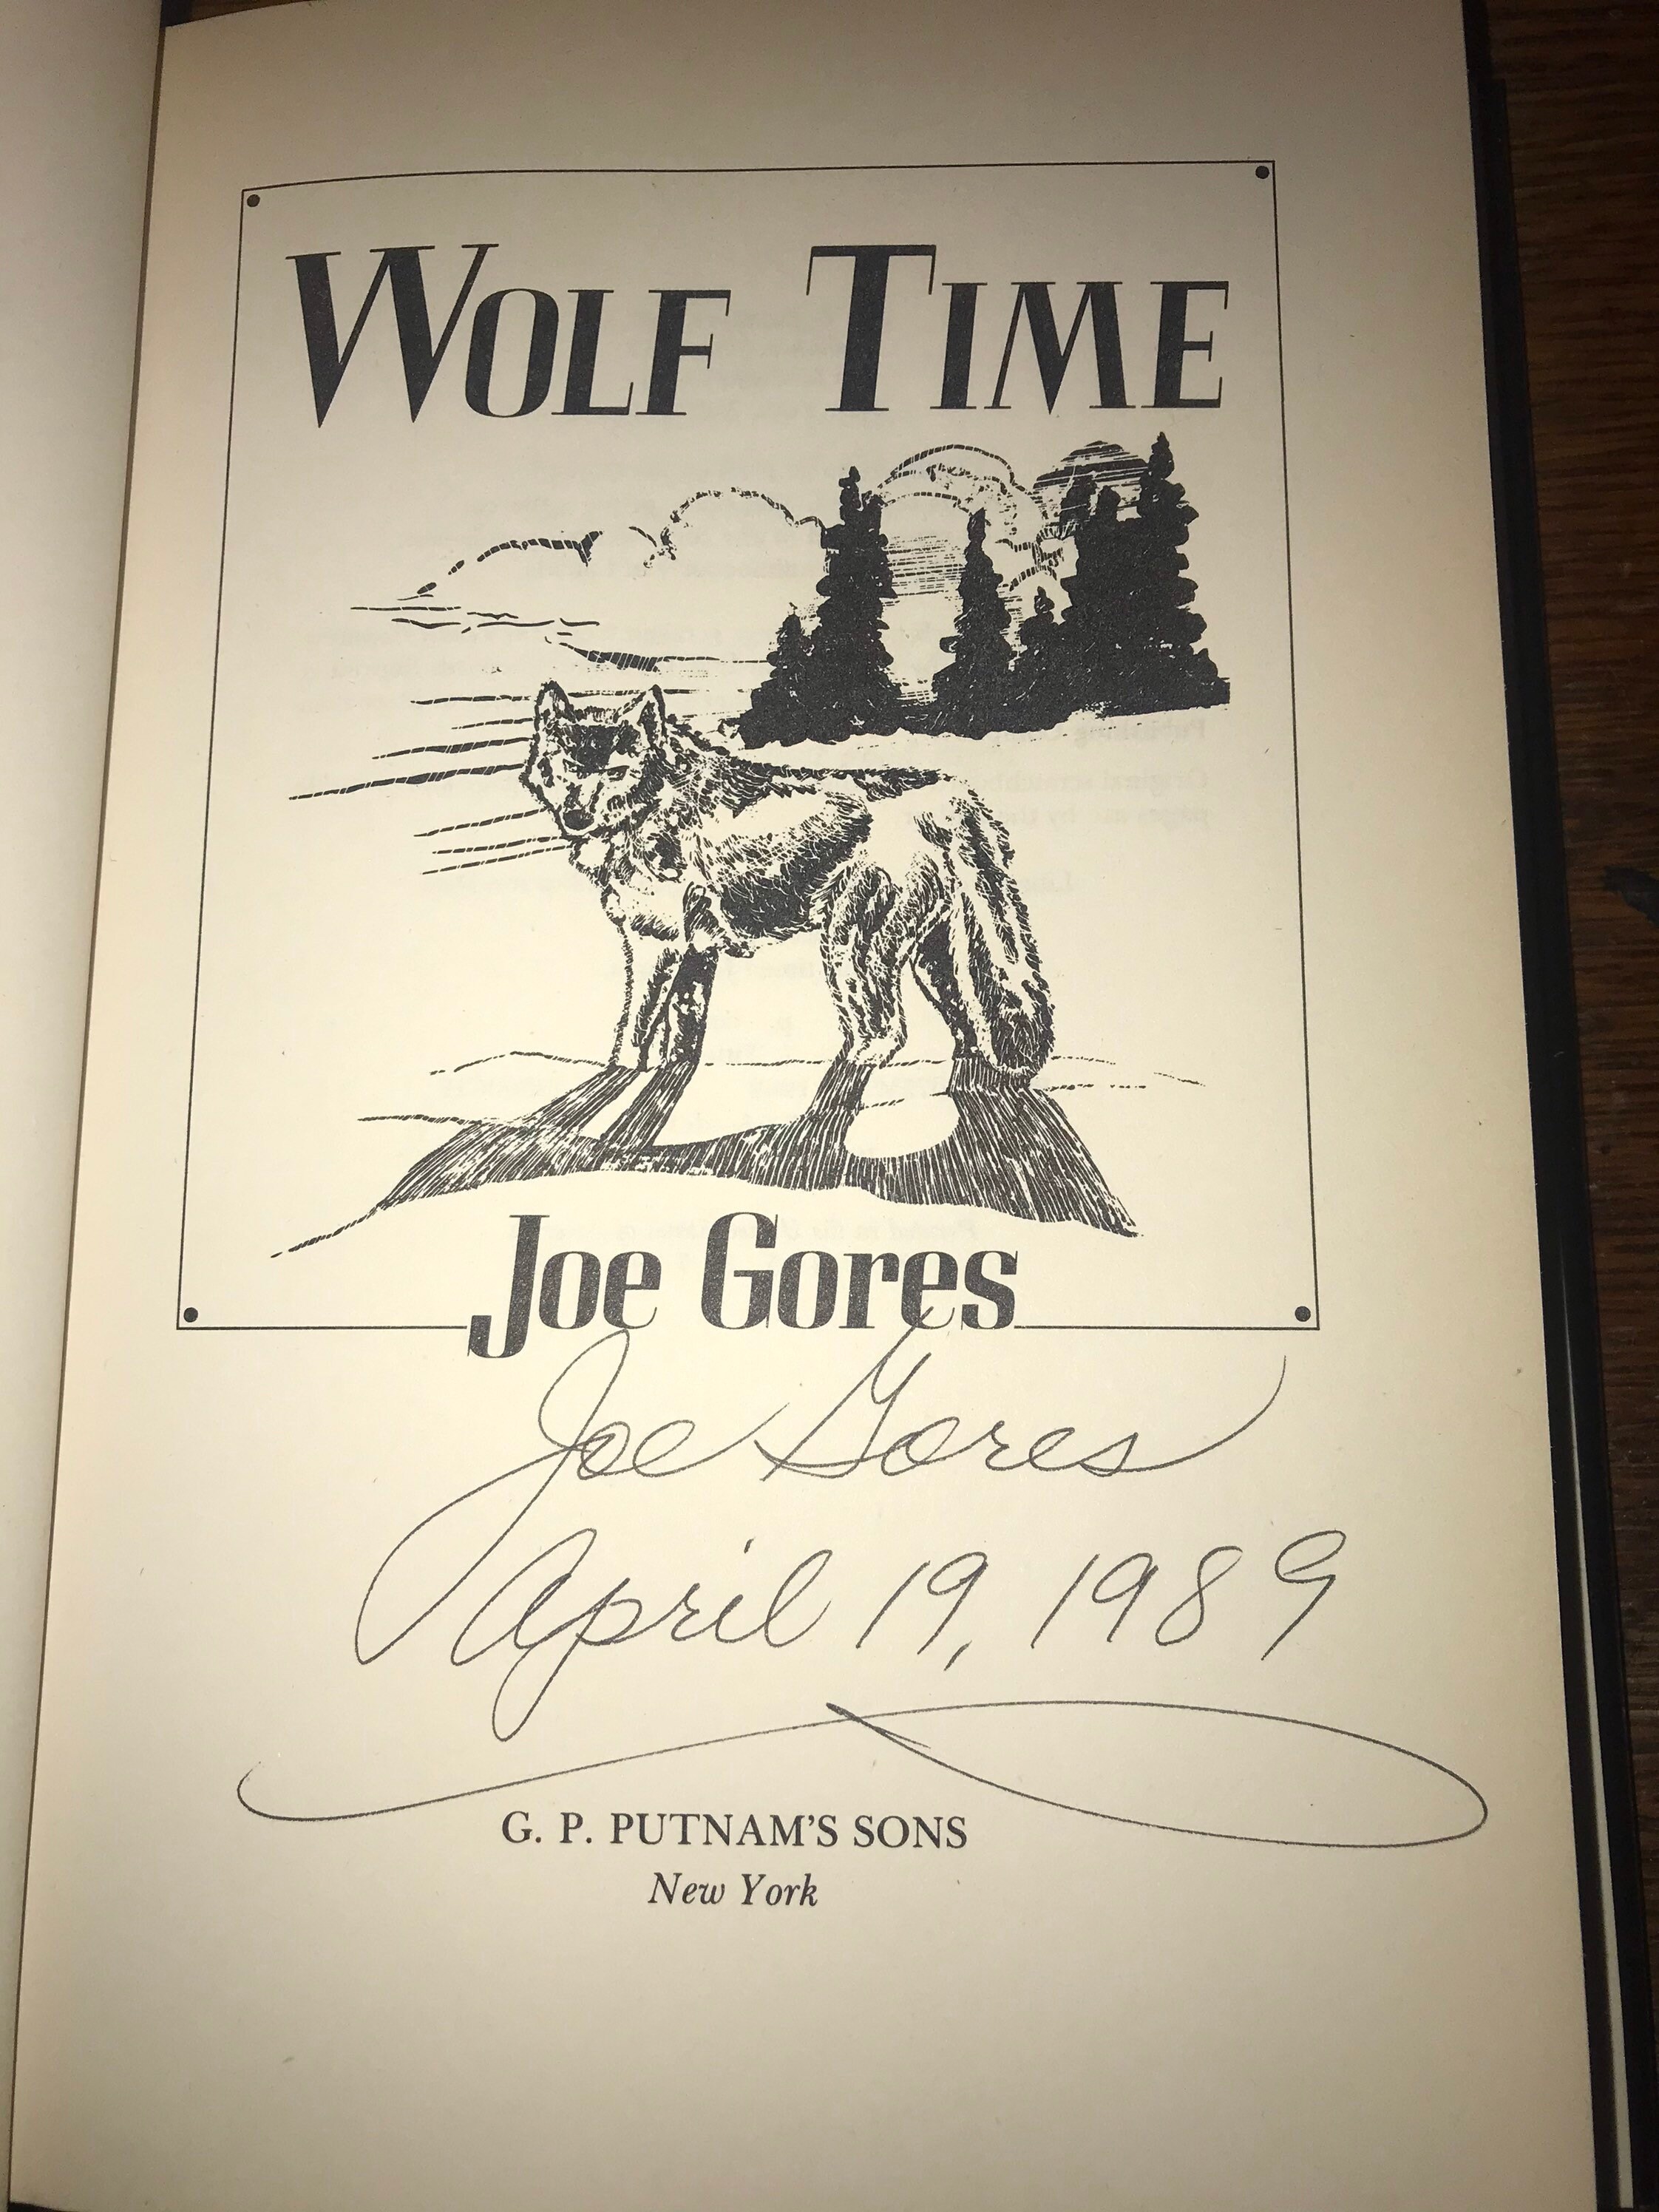 WOLF TIME
Joe Gores
Joe Gores
April 19, 1989
G. P. PUTNAM'S SONS
New York